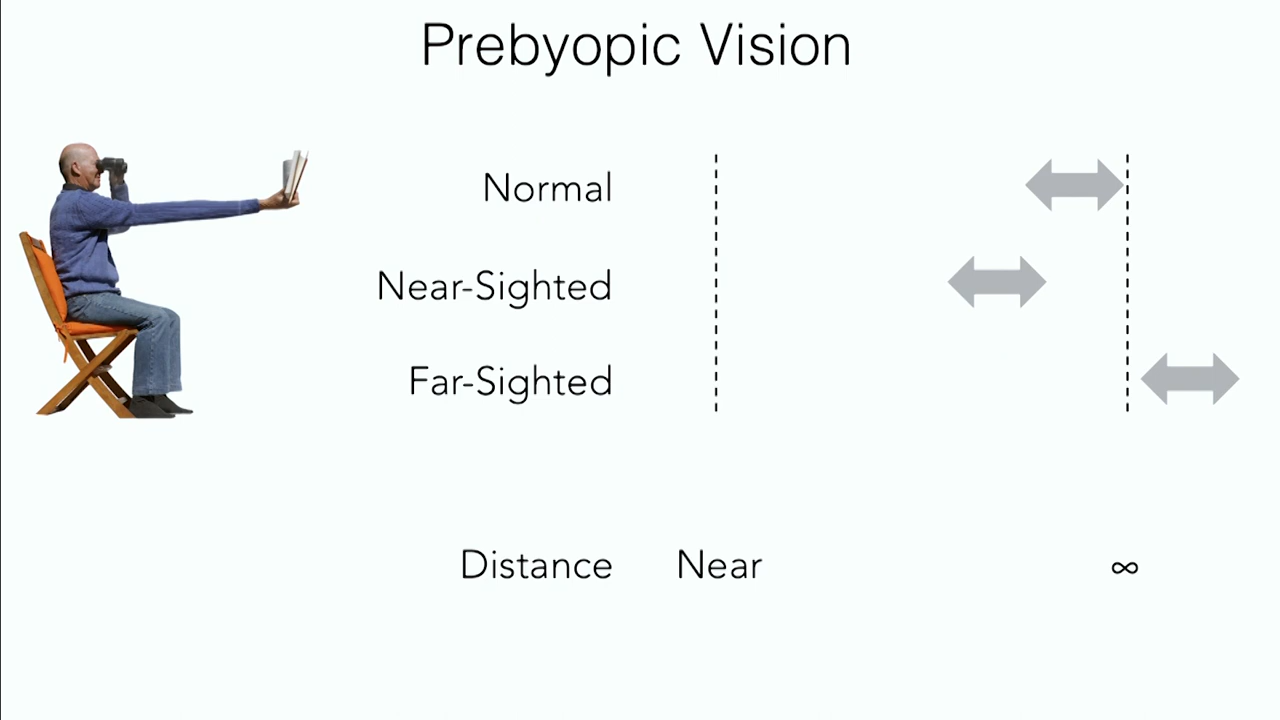 Prebyopic Vision
Normal
Near-Sighted
Far-Sighted
Distance Near ∞